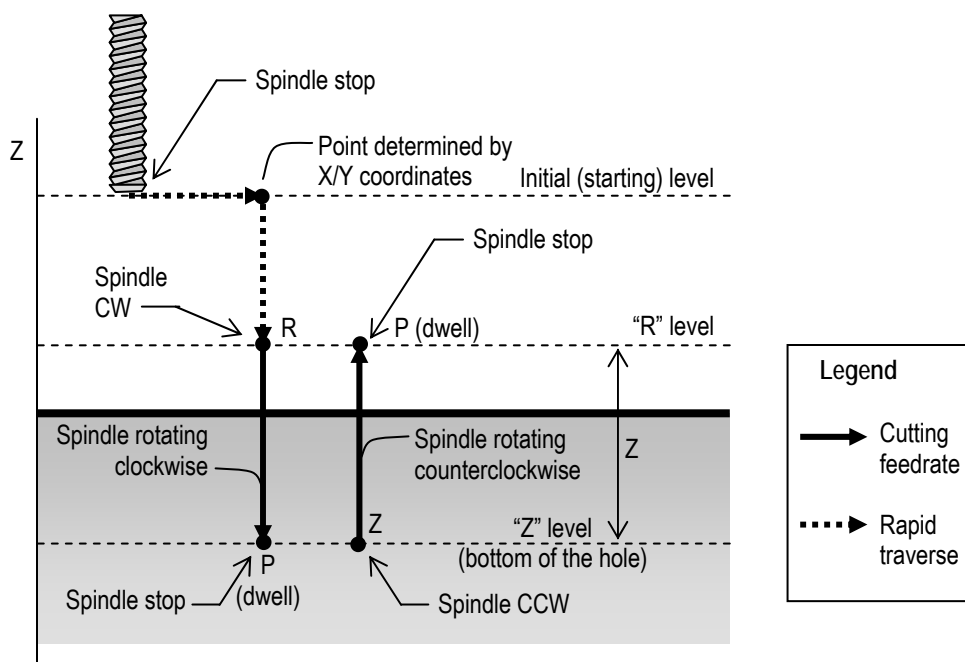 Spindle stop
Z
Point determined by
X/Y coordinates
Initial (starting) level
Spindle stop
Spindle
CW
R
P (dwell)
“R” level
Spindle rotating
clockwise
Spindle rotating
counterclockwise
Z
Z
“Z” level
(bottom of the hole)
P
(dwell)
Spindle stop
Spindle CCW
Legend
Cutting
feedrate
Rapid
traverse